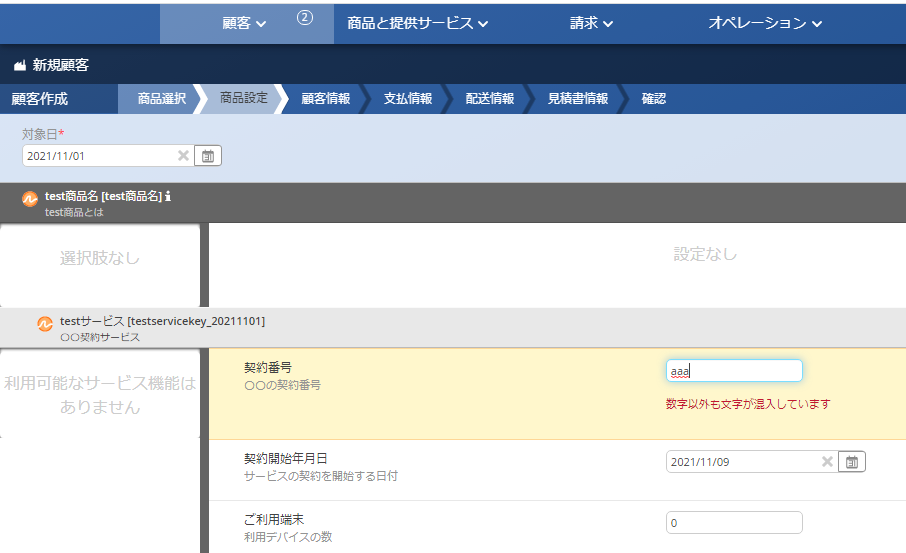 顧客
2
商品と提供サービス
請求
オペレーション
新規顧客
顧客作成
商品選択
商品設定
顧客情報
支払情報
配送情報
見積書情報
確認
対象日*
2021/11/01
test商品名 [test商品名]
test商品とは
選択肢なし
設定なし
testサービス [testservicekey_20211101]
〇〇契約サービス
利用可能なサービス機能は
ありません
契約番号
〇〇の契約番号
aaa
数字以外も文字が混入しています
契約開始年月日
サービスの契約を開始する日付
2021/11/09
ご利用端末
利用デバイスの数
0